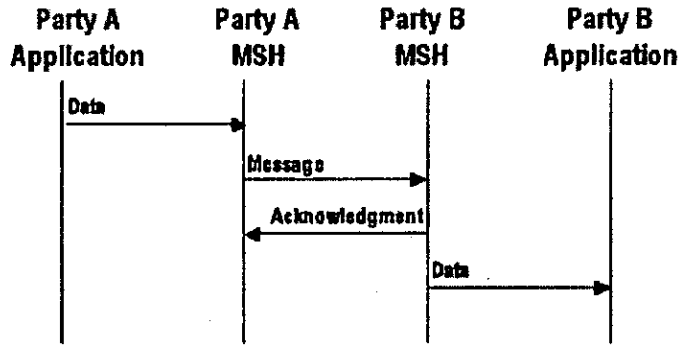 Party A Party A Party B Party B
Application MSH MSH Application
Data
Message
Acknowledgment
Data